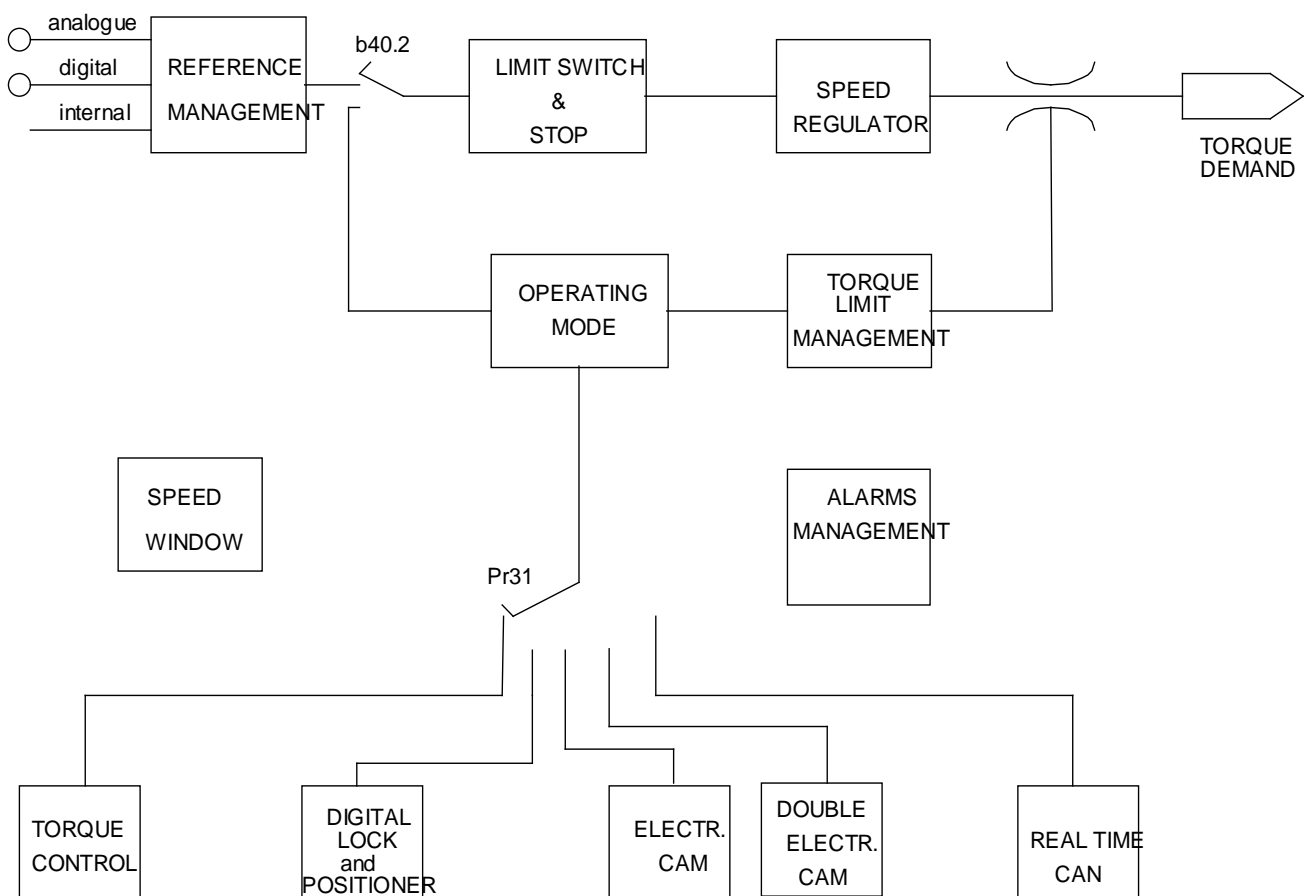 analogue
digital
internal
REFERENCE
MANAGEMENT
b40.2
LIMIT SWITCH
&
STOP
SPEED
REGULATOR
TORQUE
DEMAND
OPERATING
MODE
TORQUE
LIMIT
MANAGEMENT
SPEED
WINDOW
ALARMS
MANAGEMENT
Pr31
TORQUE
CONTROL
DIGITAL
LOCK
and
POSITIONER
ELECTR.
CAM
DOUBLE
ELECTR.
CAM
REAL TIME
CAN